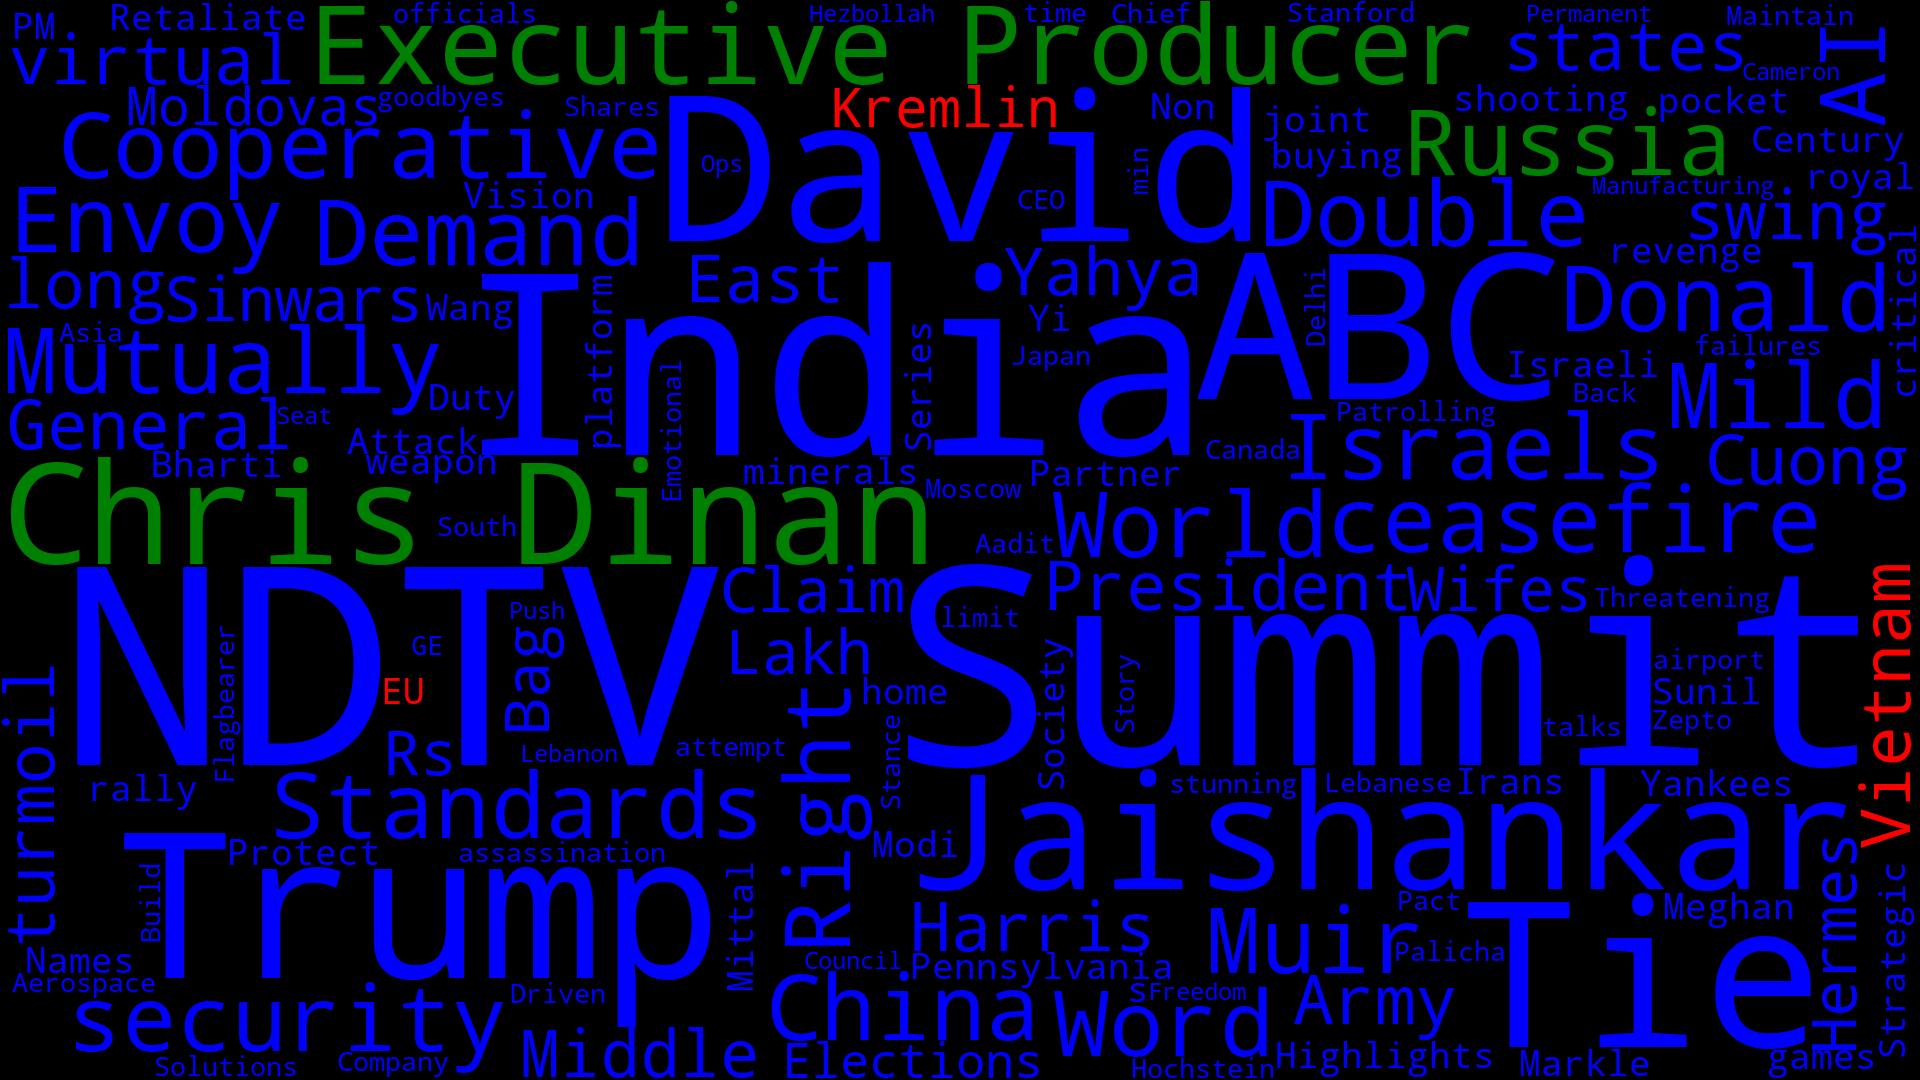 PM
Retaliate
officials
Executive Producer
Hezbollah
time
Chief
Stanford
Permanent
Maintain
AI
virtual
states
Cameron
Moldovas
goodbyes
Shares
Kremlin
David
Non
joint
shooting
pocket
Cooperative
Ops
CEO
min
buying
Russia
Century
Envoy
Demand
Vision
Double
Manufacturing
royal
swing
revenge
critical
long
Sinwars
Wang
India
East
Yahya
Yi
ABC
Delhi
Donald
Mutually
Asia
platform
Series
Japan
Israeli
failures
Back
Mild
Duty
Emotional
General
Seat
Attack
weapon
Bharti
Patrolling
Canada
Israels
Cuong
minerals
Partner
Moscow
Chris Dinan
South
Aadit
World
ceasefire
NDTV
Push
Claim
limit
Summit
President
Wifes
Threatening
Vietnam
GE
Bag
EU
Flagbearer
Lakh
home
Right
Society
Story
airport
Sunil
Zepto
talks
turmoil
Rs
Lebanon
attempt
Stance
rally
Standards
stunning
Lebanese
Irans
Yankees
Jaishankar
Trump
Protect
assassination
Modi
Hermes
Build
Mittal
Harris
Muir
Pact
Palicha
Tie
Meghan
Strategic
Names
Aerospace
Council
Pennsylvania
security
Driven
China
Word
s
Freedom
Army
Solutions
Company
Middle
Elections
Hochstein
Highlights
Markle
games